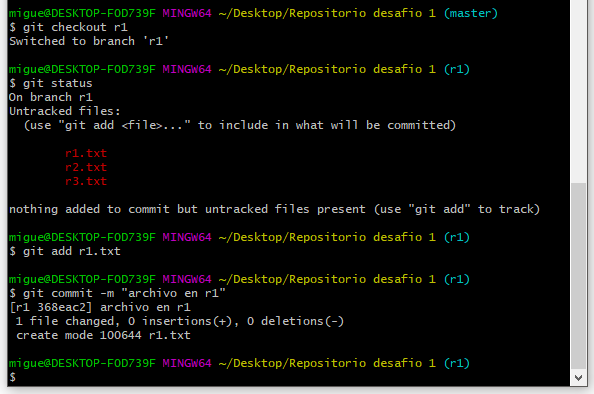 migue@DESKTOP-FOD739F MINGW64 ~/Desktop/Repositorio desafio 1 (master)
$ git checkout r1
Switched to branch 'r1'
migue@DESKTOP-FOD739F MINGW64 ~/Desktop/Repositorio desafio 1 (r1)
$ git status
On branch r1
Untracked files:
  (use "git add <file>..." to include in what will be committed)
        r1.txt
        r2.txt
        r3.txt
nothing added to commit but untracked files present (use "git add" to track)
migue@DESKTOP-FOD739F MINGW64 ~/Desktop/Repositorio desafio 1 (r1)
$ git add r1.txt
migue@DESKTOP-FOD739F MINGW64 ~/Desktop/Repositorio desafio 1 (r1)
$ git commit -m "archivo en r1"
[r1 368eac2] archivo en r1
 1 file changed, 0 insertions(+), 0 deletions(-)
 create mode 100644 r1.txt
migue@DESKTOP-FOD739F MINGW64 ~/Desktop/Repositorio desafio 1 (r1)
$